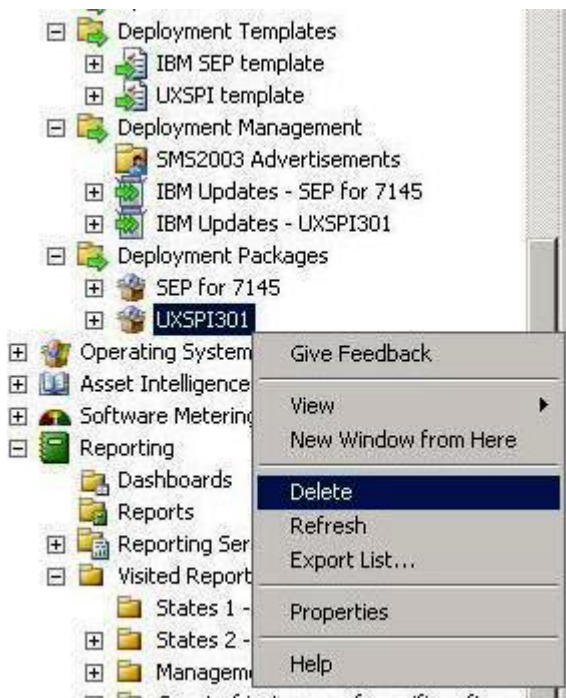 Deployment Templates
IBM SEP template
UXSPI template
Deployment Management
SMS2003 Advertisements
IBM Updates - SEP for 7145
IBM Updates - UXSPI301
Deployment Packages
SEP for 7145
UXSPI301
Operating System
Asset Intelligence
Software Metering
Reporting
Dashboards
Reports
Reporting Ser
Visited Report
States 1 -
States 2 -
Managem
Give Feedback
View
New Window from Here
Delete
Refresh
Export List...
Properties
Help